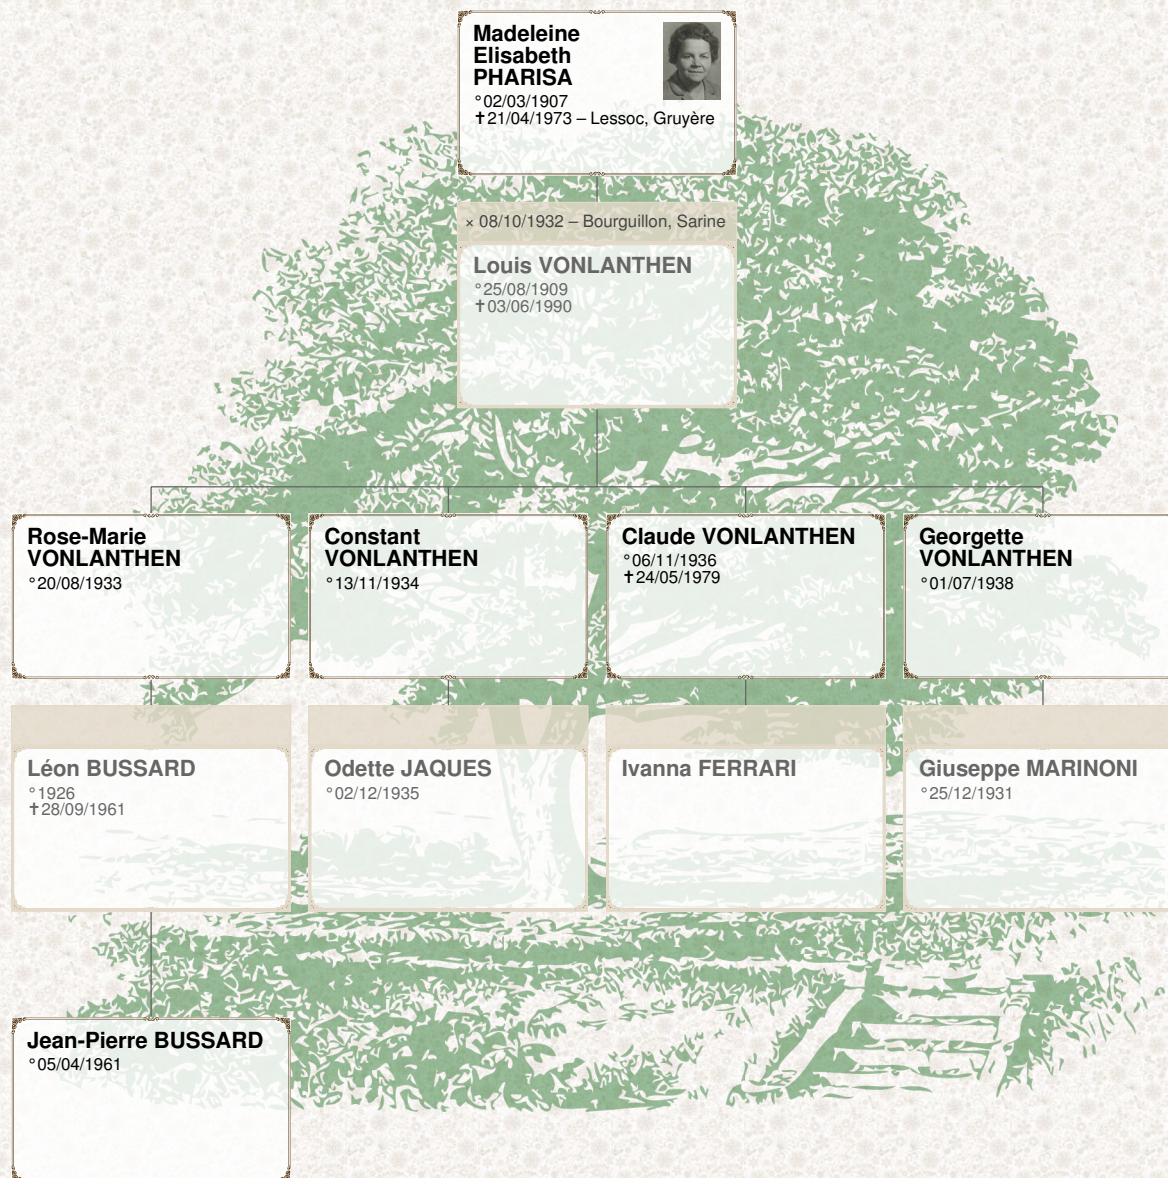 Madeleine
Elisabeth
PHARISA
°02/03/1907
✝21/04/1973 – Lessoc, Gruyère
× 08/10/1932 – Bourguillon, Sarine
Louis VONLANTHEN
°25/08/1909
✝03/06/1990
Rose-Marie
VONLANTHEN
°20/08/1933
Constant
VONLANTHEN
°13/11/1934
Claude VONLANTHEN
°06/11/1936
✝24/05/1979
Georgette
VONLANTHEN
°01/07/1938
Léon BUSSARD
°1926
✝28/09/1961
Odette JAQUES
°02/12/1935
Ivanna FERRARI
Giuseppe MARINONI
°25/12/1931
Jean-Pierre BUSSARD
°05/04/1961